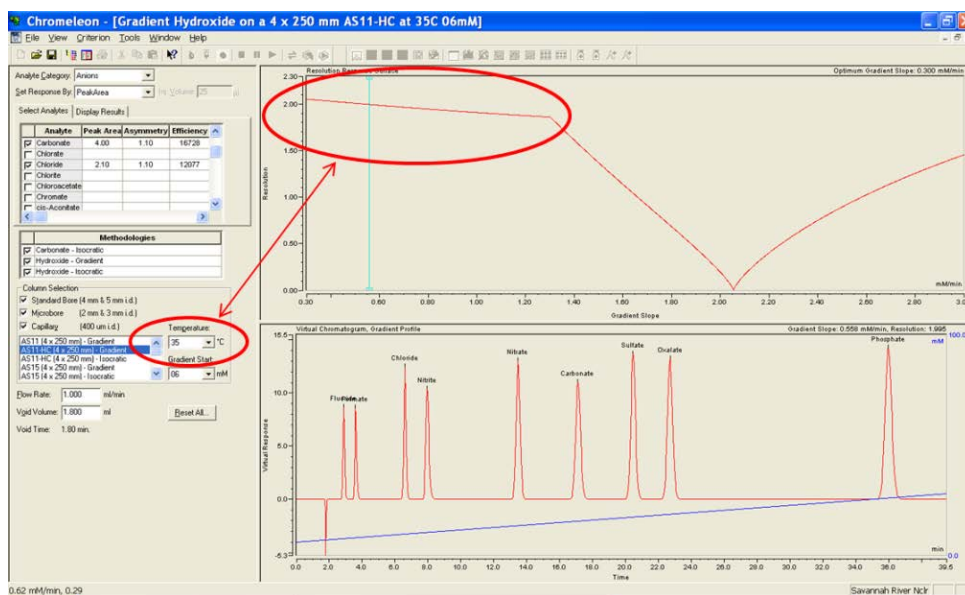 Chromeleon - [Gradient Hydroxide on a 4 x 250 mm AS11-HC at 35C 06mM]
File View Criterion Tools Window Help
Analyte Category: Anions
Set Response By: PeakArea Inj. Volume 25 µl
Select Analytes Display Results
Analyte Peak Area Asymmetry Efficiency
Carbonate 4.00 1.10 16728
Chlorate
Chloride 2.10 1.10 12077
Chlorite
Chloroacetate
Chromate
cis-Aconitate
Methodologies
Carbonate - Isocratic
Hydroxide - Gradient
Hydroxide - Isocratic
Column Selection
Standard Bore (4 mm & 5 mm i.d.)
Microbore (2 mm & 3 mm i.d.)
Capillary (400 um i.d.)
Temperature:
35 °C
AS11 (4 x 250 mm) - Gradient
AS11-HC (4 x 250 mm) - Gradient
AS11-HC (4 x 250 mm) - Isocratic
AS15 (4 x 250 mm) - Gradient
AS15 (4 x 250 mm) - Isocratic
Gradient Start:
06 mM
Flow Rate: 1.000 ml/min
Void Volume: 1.800 ml
Reset All...
Void Time: 1.80 min.
Resolution Response Surface
Optimum Gradient Slope: 0.300 mM/min
Resolution
2.30
2.00
1.50
1.00
0.50
0.00
0.30 0.60 0.80 1.00 1.20 1.40 1.60 1.80 2.00 2.20 2.40 2.60 2.80 3.0
mM/min
Gradient Slope
Virtual Chromatogram, Gradient Profile
Gradient Slope: 0.558 mM/min, Resolution: 1.995
Virtual Response
15.5
10.0
5.0
0.0
-5.3
100.0
mM
0.0
Fluoride
Formate
Chloride
Nitrite
Nitrate
Carbonate
Sulfate
Oxalate
Phosphate
min
0.0 2.0 4.0 6.0 8.0 10.0 12.0 14.0 16.0 18.0 20.0 22.0 24.0 26.0 28.0 30.0 32.0 34.0 36.0 39.5
Time
0.62 mM/min, 0.29
Savannah River Nclr